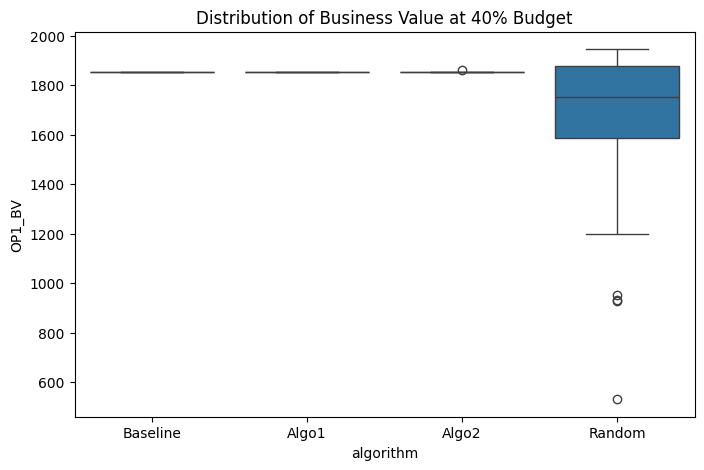 Distribution of Business Value at 40% Budget
2000
1800
1600
1400
1200
1000
800
600
OP1_BV
Baseline
Algo1
Algo2
Random
algorithm